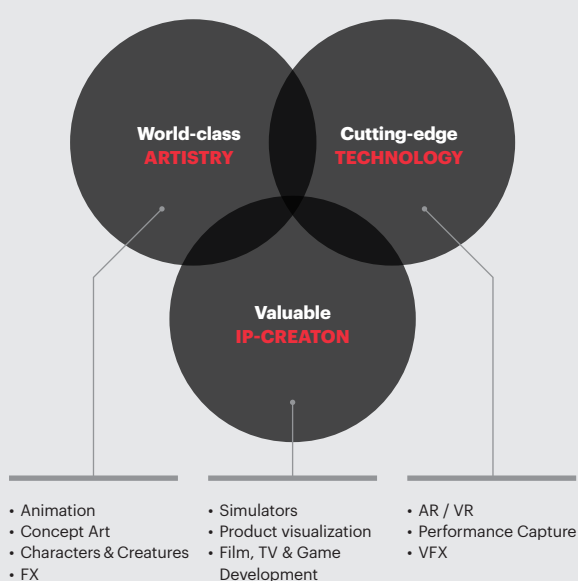 World-class
ARTISTRY
Cutting-edge
TECHNOLOGY
Valuable
IP-CREATON
• Animation
• Concept Art
• Characters & Creatures
• FX
• Simulators
• Product visualization
• Film, TV & Game
Development
• AR / VR
• Performance Capture
• VFX